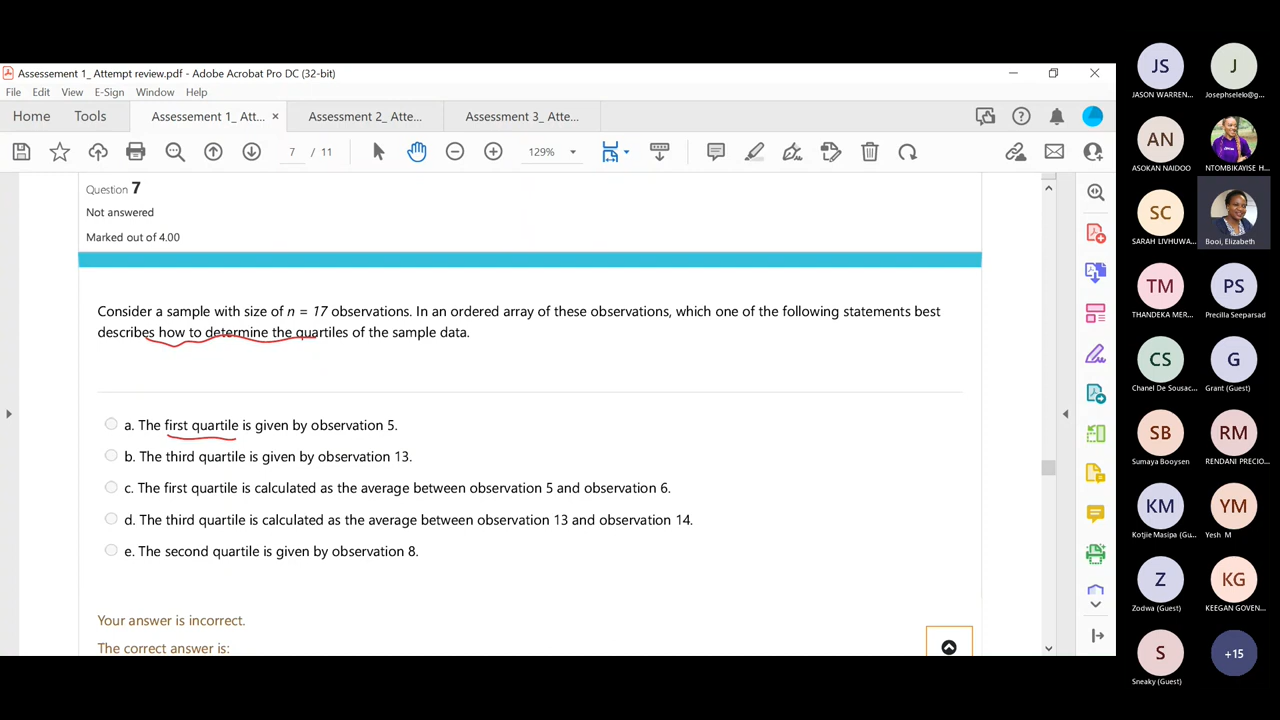 Assessement 1_ Attempt review.pdf - Adobe Acrobat Pro DC (32-bit)
File Edit View E-Sign Window Help
Home Tools Assessement 1_ Att... × Assessement 2_ Atte... Assessement 3_ Atte...
7 / 11 129%
Question 7
Not answered
Marked out of 4.00
Consider a sample with size of n = 17 observations. In an ordered array of these observations, which one of the following statements best
describes how to determine the quartiles of the sample data.
a. The first quartile is given by observation 5.
b. The third quartile is given by observation 13.
c. The first quartile is calculated as the average between observation 5 and observation 6.
d. The third quartile is calculated as the average between observation 13 and observation 14.
e. The second quartile is given by observation 8.
Your answer is incorrect.
The correct answer is:
JS J
JASON WARREN... Josephselelo@g...
AN
ASOKAN NAIDOO NTOMBIKAYISE H...
SC
SARAH LIVHUWA... Booi, Elizabeth
TM PS
THANDEKA MER... Precilla Seeparsad
CS G
Chanel De Sousac... Grant (Guest)
SB RM
Sumaya Booysen RENDANI PRECIO...
KM YM
Kotjie Masipa (Gu... Yesh M
Z KG
Zodwa (Guest) KEEGAN GOVEN...
S +15
Sneaky (Guest)